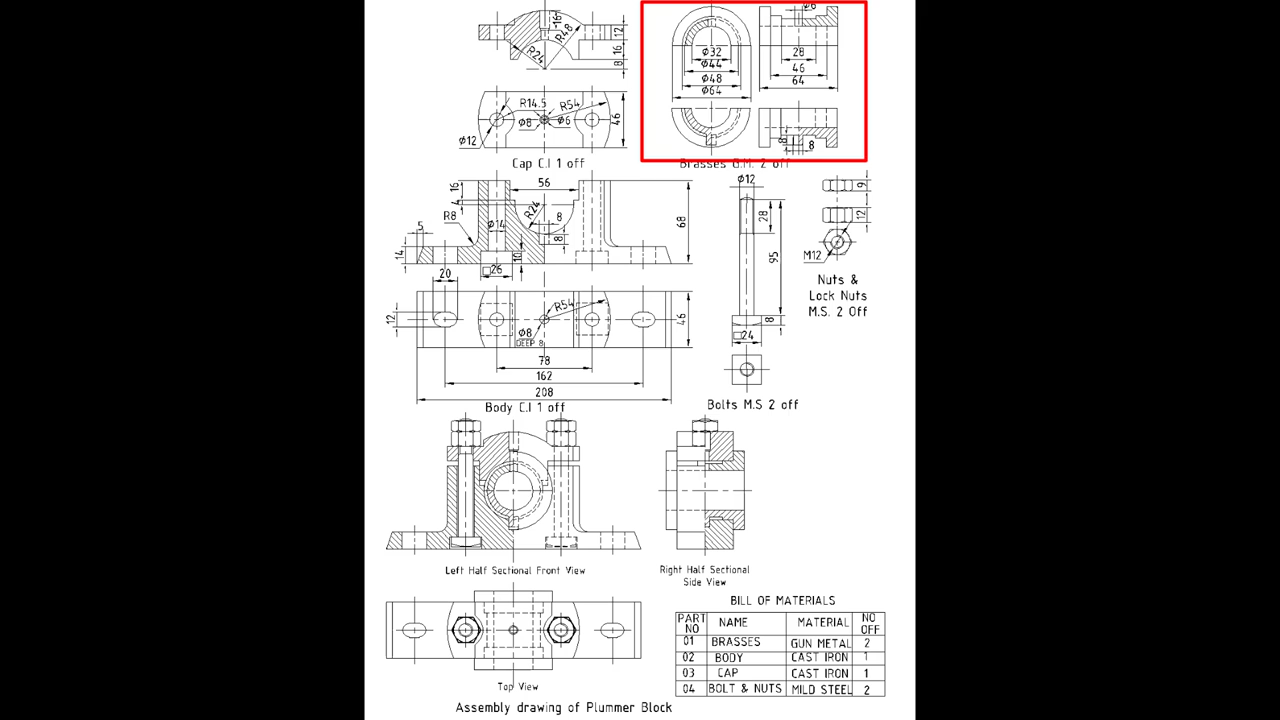 16
R48
R24
12
16
8
R14.5
R54
Φ8
Φ6
Φ12
46
Cap C.I 1 off
Φ32
Φ44
Φ48
Φ64
Φ6
28
46
64
8
8
Brasses G.M. 2 off
16
4
56
R24
R8
5
Φ14
8
8
68
14
10
□26
20
12
R54
Φ8
DEEP 8
46
78
162
208
Body C.I 1 off
Φ12
28
95
8
□24
Bolts M.S 2 off
9
12
M12
Nuts &
Lock Nuts
M.S. 2 Off
Left Half Sectional Front View
Right Half Sectional
Side View
Top View
Assembly drawing of Plummer Block
BILL OF MATERIALS
PART NO NAME MATERIAL NO OFF
01 BRASSES GUN METAL 2
02 BODY CAST IRON 1
03 CAP CAST IRON 1
04 BOLT & NUTS MILD STEEL 2